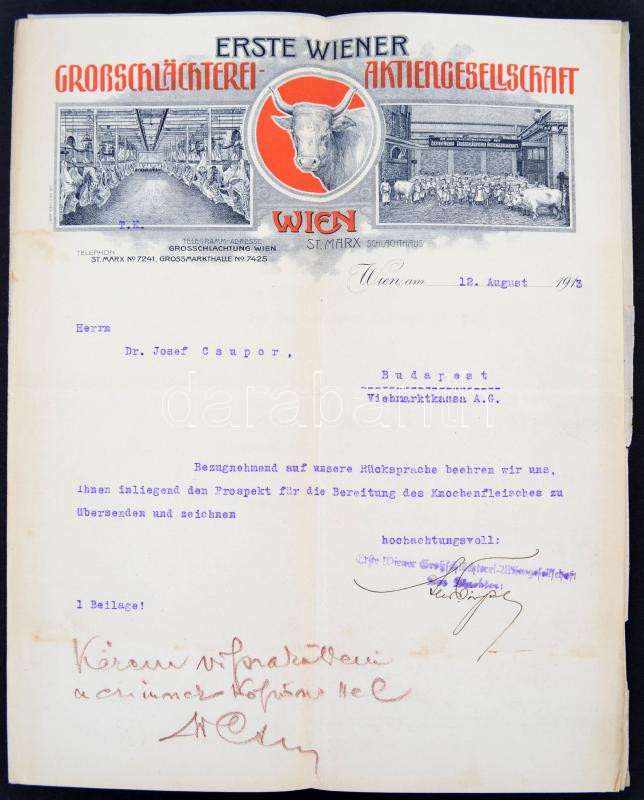 ERSTE WIENER
GROßSCHLÄCHTEREI-AKTIENGESELLSCHAFT
WIEN
ST. MARX SCHLACHTHAUS
T.K.
TELEGRAMM-ADRESSE:
GROSSCHLACHTUNG WIEN
TELEPHON
ST. MARX No 7241, GROSSMARKTHALLE No 7425
Wien, am 12. August 1913
Herrn
Dr. Josef Csupor,
Budapest
Viehmarktkassa A.G.
darabanth
Bezugnehmend auf unsere Rücksprache beehren wir uns,
Ihnen inliegend den Prospekt für die Bereitung des Knochenfleisches zu
übersenden und zeichnen
hochachtungsvoll:
Erste Wiener Großschlächterei-Aktiengesellschaft
1 Beilage!
Kérem
a